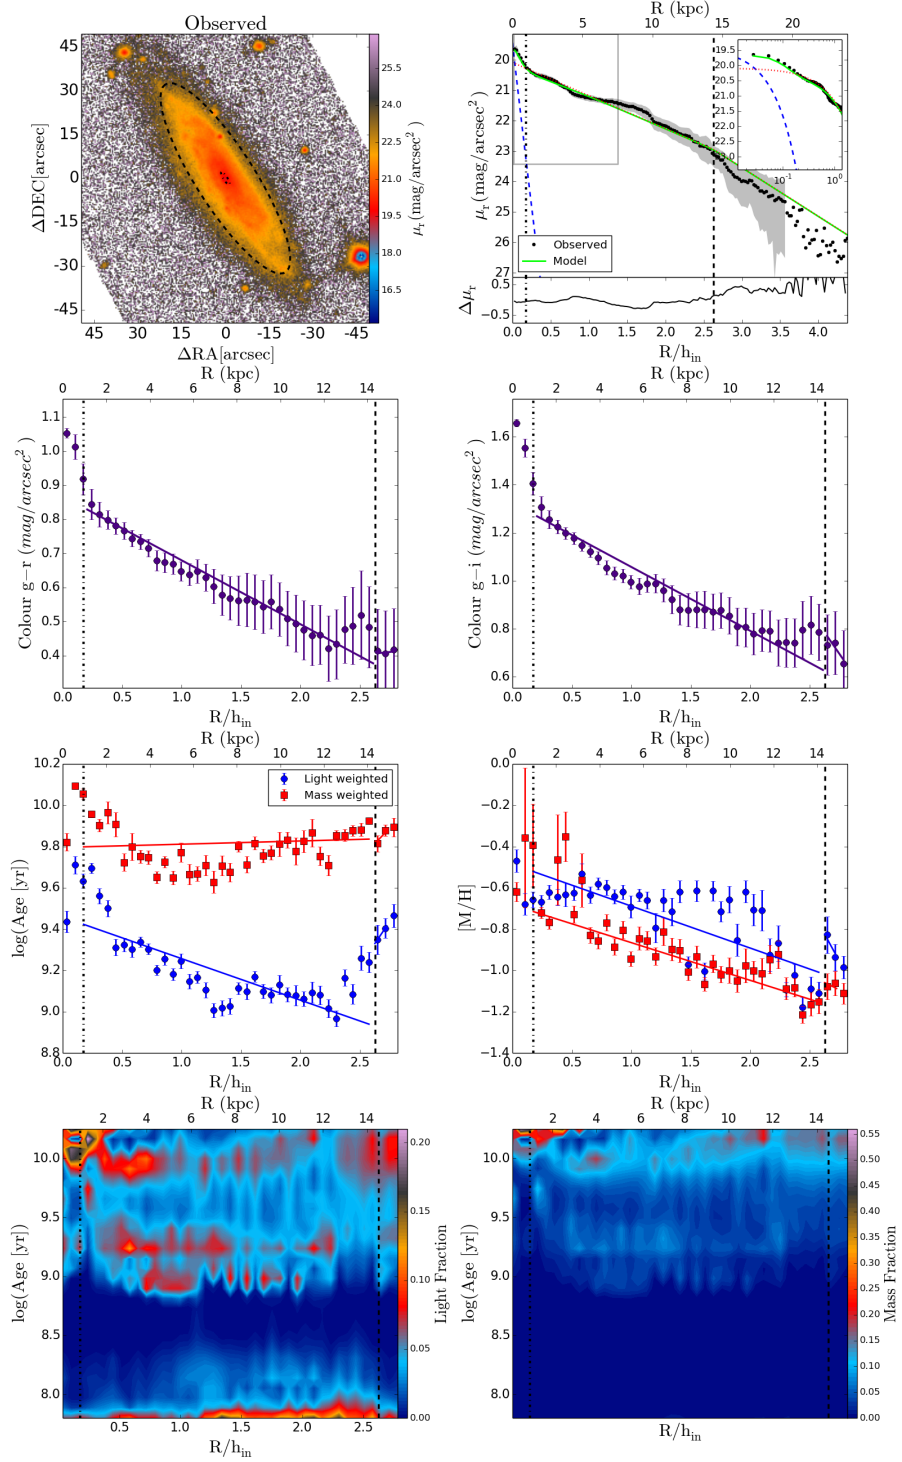 Observed
45
30
15
0
-15
-30
-45
ΔDEC[arcsec]
45 30 15 0 -15 -30 -45
ΔRA[arcsec]
25.5
24.0
22.5
21.0
19.5
18.0
16.5
μr (mag/arcsec2)
R (kpc)
0 5 10 15 20
20
21
22
23
24
25
26
27
μr (mag/arcsec2)
19.5
20.0
20.5
21.0
21.5
22.0
10-1 100
Observed
Model
0.5
−0.5
Δμr
0.0 0.5 1.0 1.5 2.0 2.5 3.0 3.5 4.0
R/hin
R (kpc)
0 2 4 6 8 10 12 14
1.1
1.0
0.9
0.8
0.7
0.6
0.5
0.4
Colour g−r (mag/arcsec2)
0.0 0.5 1.0 1.5 2.0 2.5
R/hin
R (kpc)
0 2 4 6 8 10 12 14
1.6
1.4
1.2
1.0
0.8
0.6
Colour g−i (mag/arcsec2)
0.0 0.5 1.0 1.5 2.0 2.5
R/hin
R (kpc)
0 2 4 6 8 10 12 14
10.2
10.0
9.8
9.6
9.4
9.2
9.0
8.8
log(Age [yr])
Light weighted
Mass weighted
0.0 0.5 1.0 1.5 2.0 2.5
R/hin
R (kpc)
0 2 4 6 8 10 12 14
0.0
−0.2
−0.4
−0.6
−0.8
−1.0
−1.2
−1.4
[M/H]
0.0 0.5 1.0 1.5 2.0 2.5
R/hin
R (kpc)
2 4 6 8 10 12 14
10.0
9.5
9.0
8.5
8.0
log(Age [yr])
0.5 1.0 1.5 2.0 2.5
R/hin
0.20
0.15
0.10
0.05
0.00
Light Fraction
R (kpc)
2 4 6 8 10 12 14
10.0
9.5
9.0
8.5
8.0
log(Age [yr])
R/hin
0.55
0.50
0.45
0.40
0.35
0.30
0.25
0.20
0.15
0.10
0.05
0.00
Mass Fraction